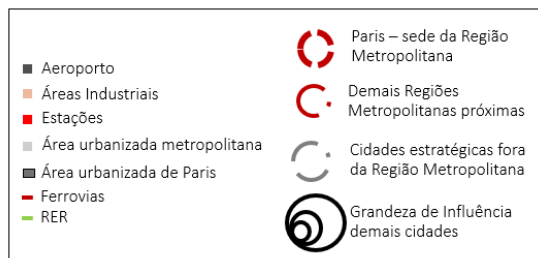 Aeroporto
Áreas Industriais
Estações
Área urbanizada metropolitana
Área urbanizada de Paris
Ferrovias
RER
Paris – sede da Região
Metropolitana
Demais Regiões
Metropolitanas próximas
Cidades estratégicas fora
da Região Metropolitana
Grandeza de Influência
demais cidades